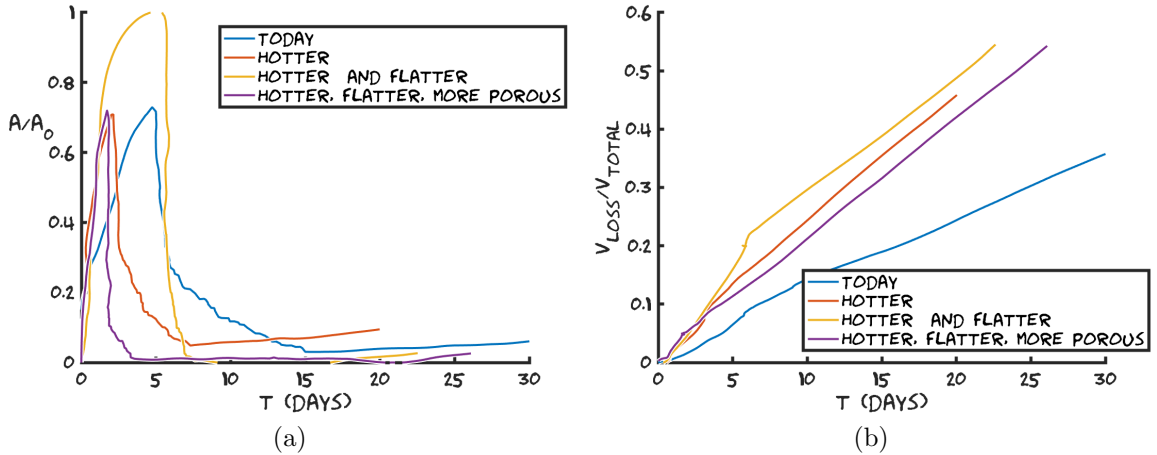 1
0.8
0.6
0.4
0.2
0
A/A0
0 5 10 15 20 25 30
T (DAYS)
TODAY
HOTTER
HOTTER AND FLATTER
HOTTER, FLATTER, MORE POROUS
(a)
0.6
0.5
0.4
0.3
0.2
0.1
0
VLOSS/VTOTAL
0 5 10 15 20 25 30
T (DAYS)
TODAY
HOTTER
HOTTER AND FLATTER
HOTTER, FLATTER, MORE POROUS
(b)